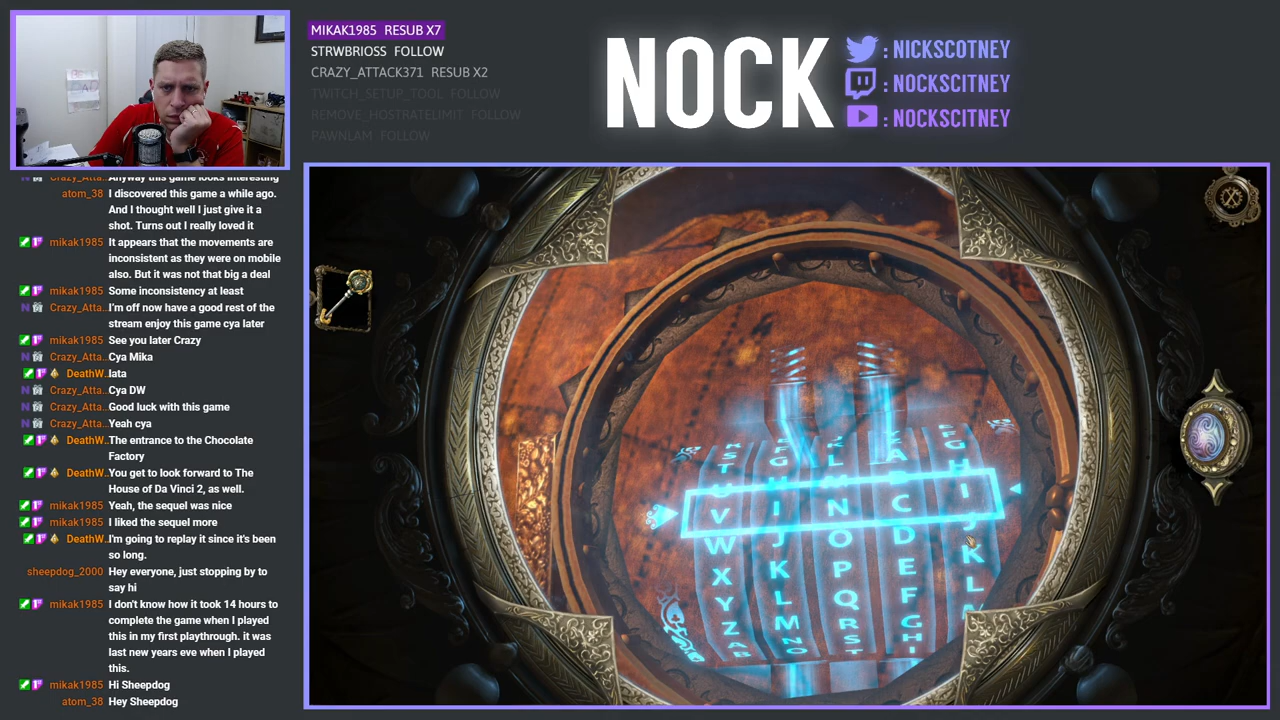 MIKAK1985 RESUB X7
STRWBRIOSS FOLLOW
CRAZY_ATTACK371 RESUB X2
TWITCH_SETUP_TOOL FOLLOW
REMOVE_HOSTRATELIMIT FOLLOW
PAWNLAM FOLLOW
NOCK
: NICKSCOTNEY
: NOCKSCITNEY
: NOCKSCITNEY
Crazy_Atta.. Anyway this game looks interesting
atom_38 I discovered this game a while ago.
And I thought well I just give it a
shot. Turns out I really loved it
mikak1985 It appears that the movements are
inconsistent as they were on mobile
also. But it was not that big a deal
mikak1985 Some inconsistency at least
Crazy_Atta.. I'm off now have a good rest of the
stream enjoy this game cya later
mikak1985 See you later Crazy
Crazy_Atta.. Cya Mika
DeathW.. lata
Crazy_Atta.. Cya DW
Crazy_Atta.. Good luck with this game
Crazy_Atta.. Yeah cya
DeathW.. The entrance to the Chocolate
Factory
DeathW.. You get to look forward to The
House of Da Vinci 2, as well.
mikak1985 Yeah, the sequel was nice
mikak1985 I liked the sequel more
DeathW.. I'm going to replay it since it's been
so long.
sheepdog_2000 Hey everyone, just stopping by to
say hi
mikak1985 I don't know how it took 14 hours to
complete the game when I played
this in my first playthrough. it was
last new years eve when I played
this.
mikak1985 Hi Sheepdog
atom_38 Hey Sheepdog
S G L A H
V I N C I
W J O D J
X K P E K
Y L Q F L
Z M R G
A N S H
B O T I